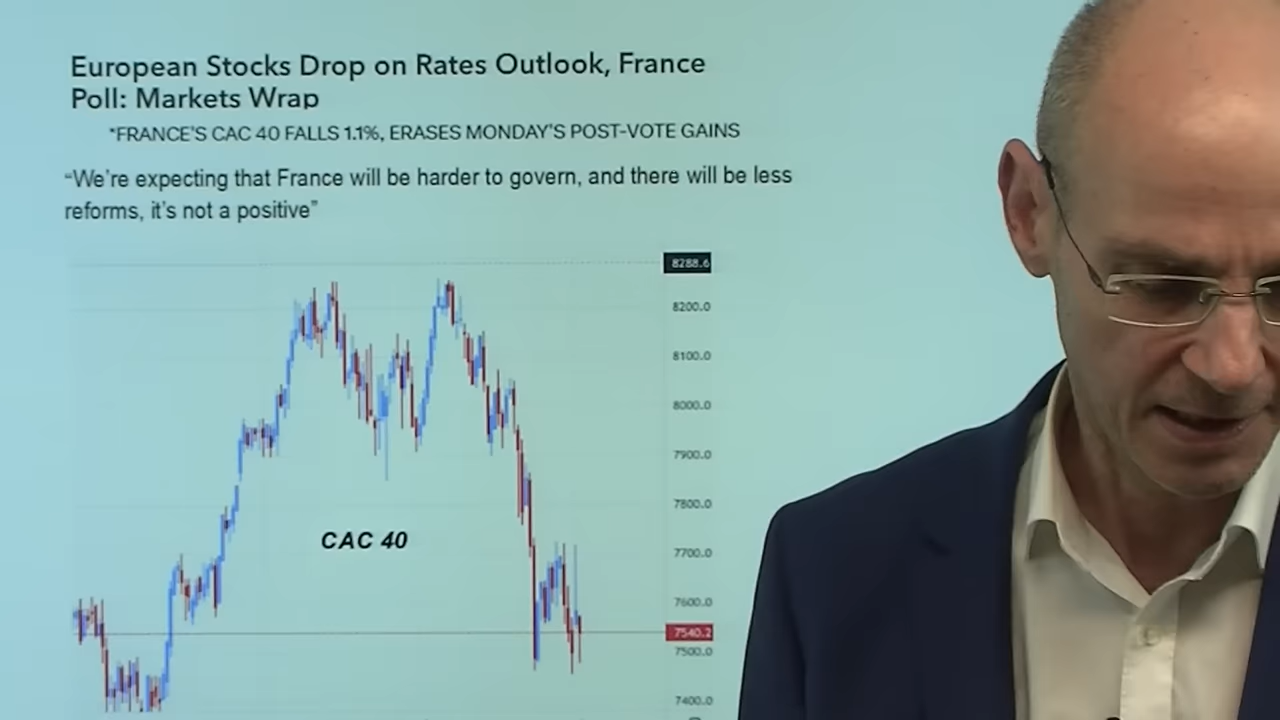 European Stocks Drop on Rates Outlook, France
Poll: Markets Wrap
*FRANCE'S CAC 40 FALLS 1.1%, ERASES MONDAY'S POST-VOTE GAINS
“We're expecting that France will be harder to govern, and there will be less
reforms, it's not a positive”
8288.6
8200.0
8100.0
8000.0
7900.0
7800.0
CAC 40
7700.0
7600.0
7540.2
7500.0
7400.0